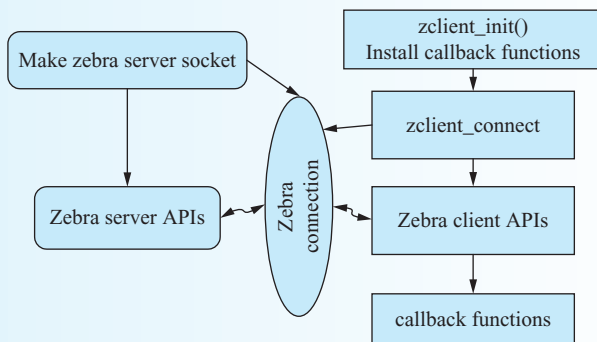 Make zebra server socket
zclient_init()
Install callback functions
zclient_connect
Zebra
connection
Zebra server APIs
Zebra client APIs
callback functions